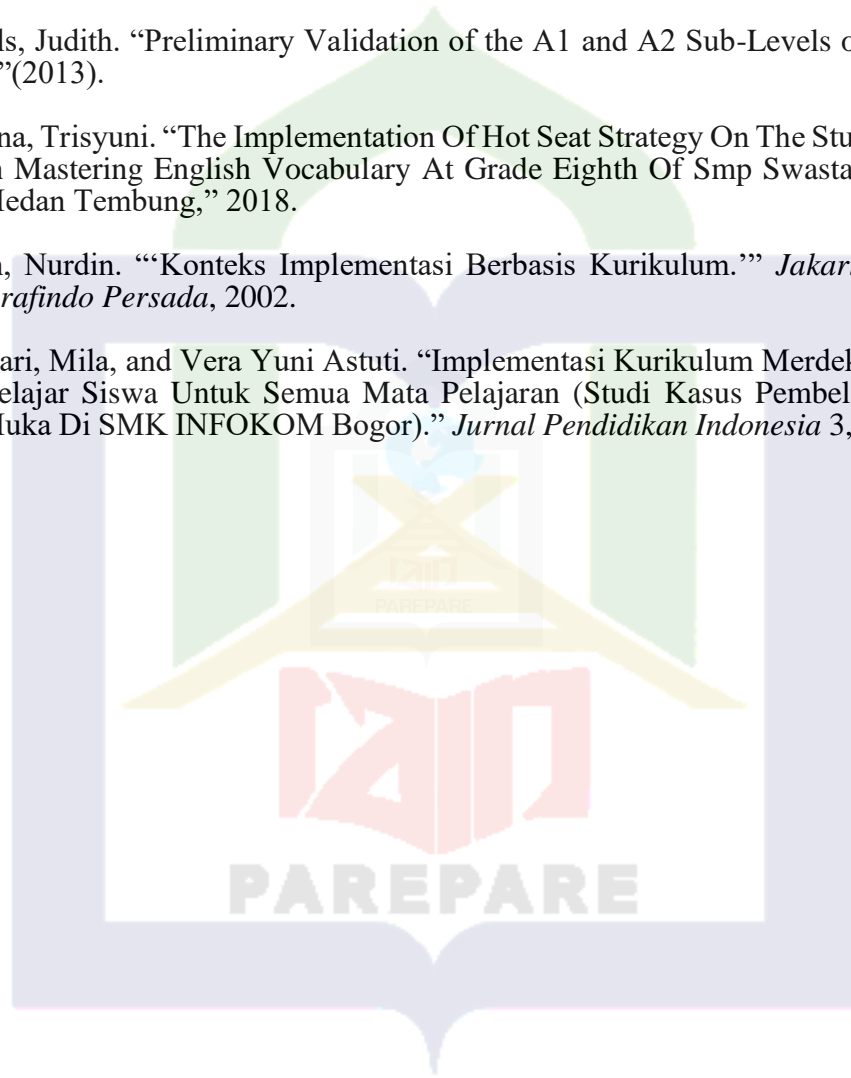 ls, Judith. “Preliminary Validation of the A1 and A2 Sub-Levels o
”(2013).
na, Trisyuni. “The Implementation Of Hot Seat Strategy On The Stu
n Mastering English Vocabulary At Grade Eighth Of Smp Swasta
Medan Tembung,” 2018.
n, Nurdin. “‘Konteks Implementasi Berbasis Kurikulum.’” Jakar
rafindo Persada, 2002.
ari, Mila, and Vera Yuni Astuti. “Implementasi Kurikulum Merdek
elajar Siswa Untuk Semua Mata Pelajaran (Studi Kasus Pembel
Muka Di SMK INFOKOM Bogor).” Jurnal Pendidikan Indonesia 3,
iain
PAREPARE
iain
PAREPARE